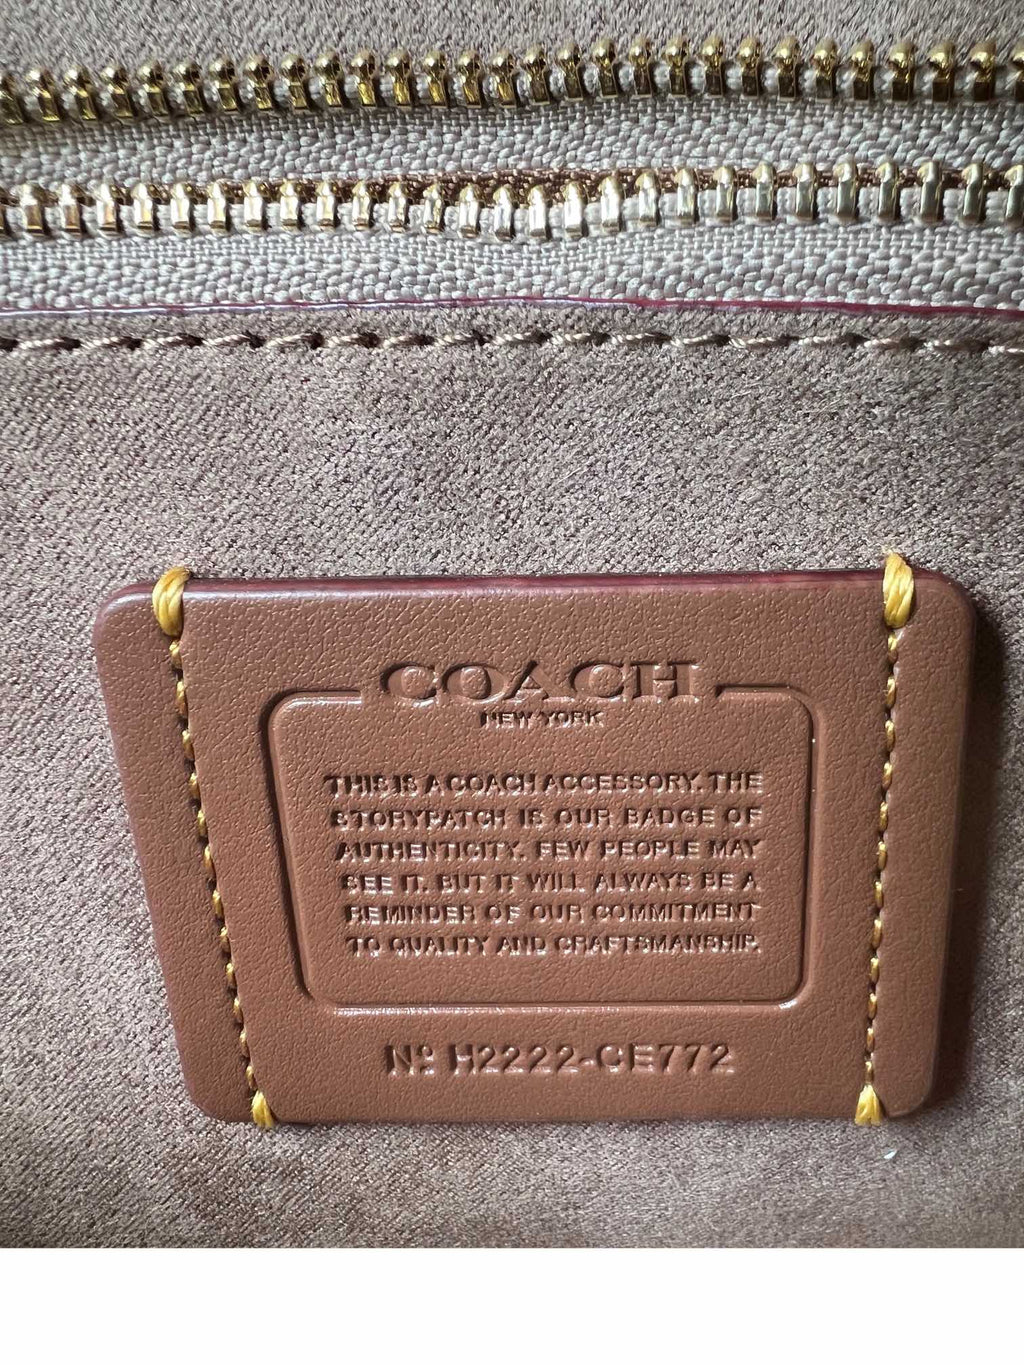 COACH
NEW YORK
THIS IS A COACH ACCESSORY. THE
STORYPATCH IS OUR BADGE OF
AUTHENTICITY. FEW PEOPLE MAY
SEE IT. BUT IT WILL ALWAYS BE A
REMINDER OF OUR COMMITMENT
TO QUALITY AND CRAFTSMANSHIP.
Nº H2222-CE772